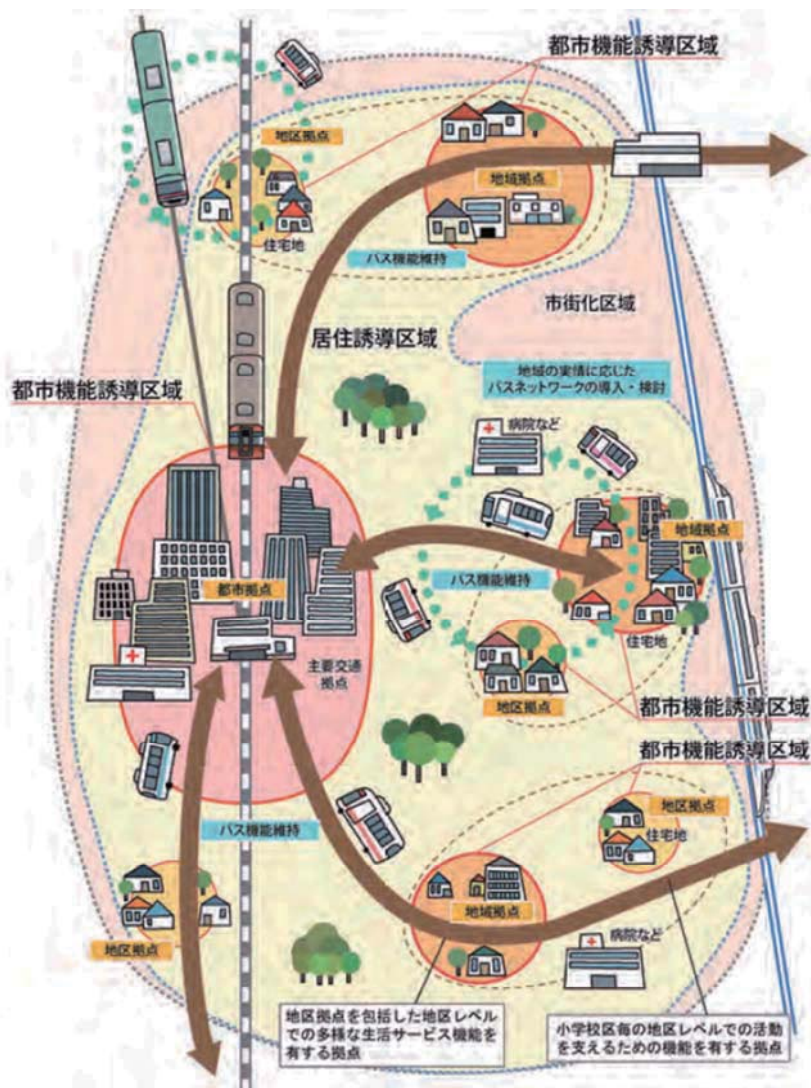 都市機能誘導区域
地区拠点
地域拠点
住宅地
バス機能維持
市街化区域
居住誘導区域
地域の実情に応じた
バスネットワークの導入・検討
都市機能誘導区域
病院など
地域拠点
バス機能維持
都市拠点
住宅地
主要交通
拠点
地区拠点
都市機能誘導区域
都市機能誘導区域
地区拠点
住宅地
バス機能維持
地域拠点
地区拠点
病院など
地区拠点を包括した地区レベル
での多様な生活サービス機能を
有する拠点
小学校区毎の地区レベルでの活動
を支えるための機能を有する拠点